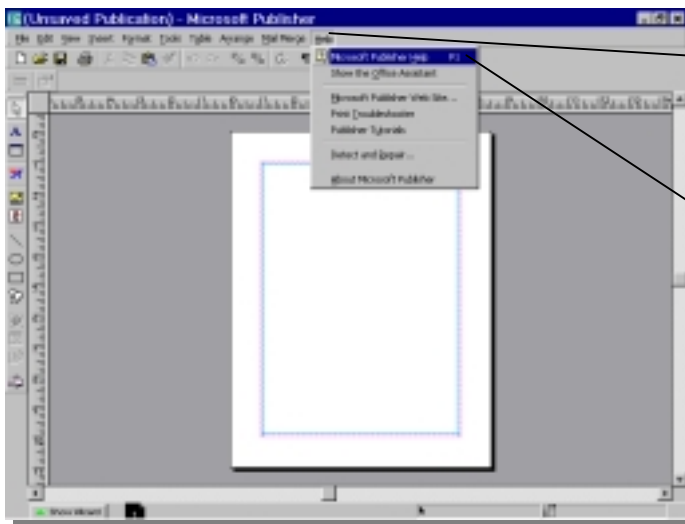 (Unsaved Publication) - Microsoft Publisher
File Edit View Insert Format Tools Table Arrange Mail Merge Help
Microsoft Publisher Help F1
Show the Office Assistant
Microsoft Publisher Web Site...
Print Troubleshooter
Publisher Tutorials
Detect and Repair...
About Microsoft Publisher
Show Wizard